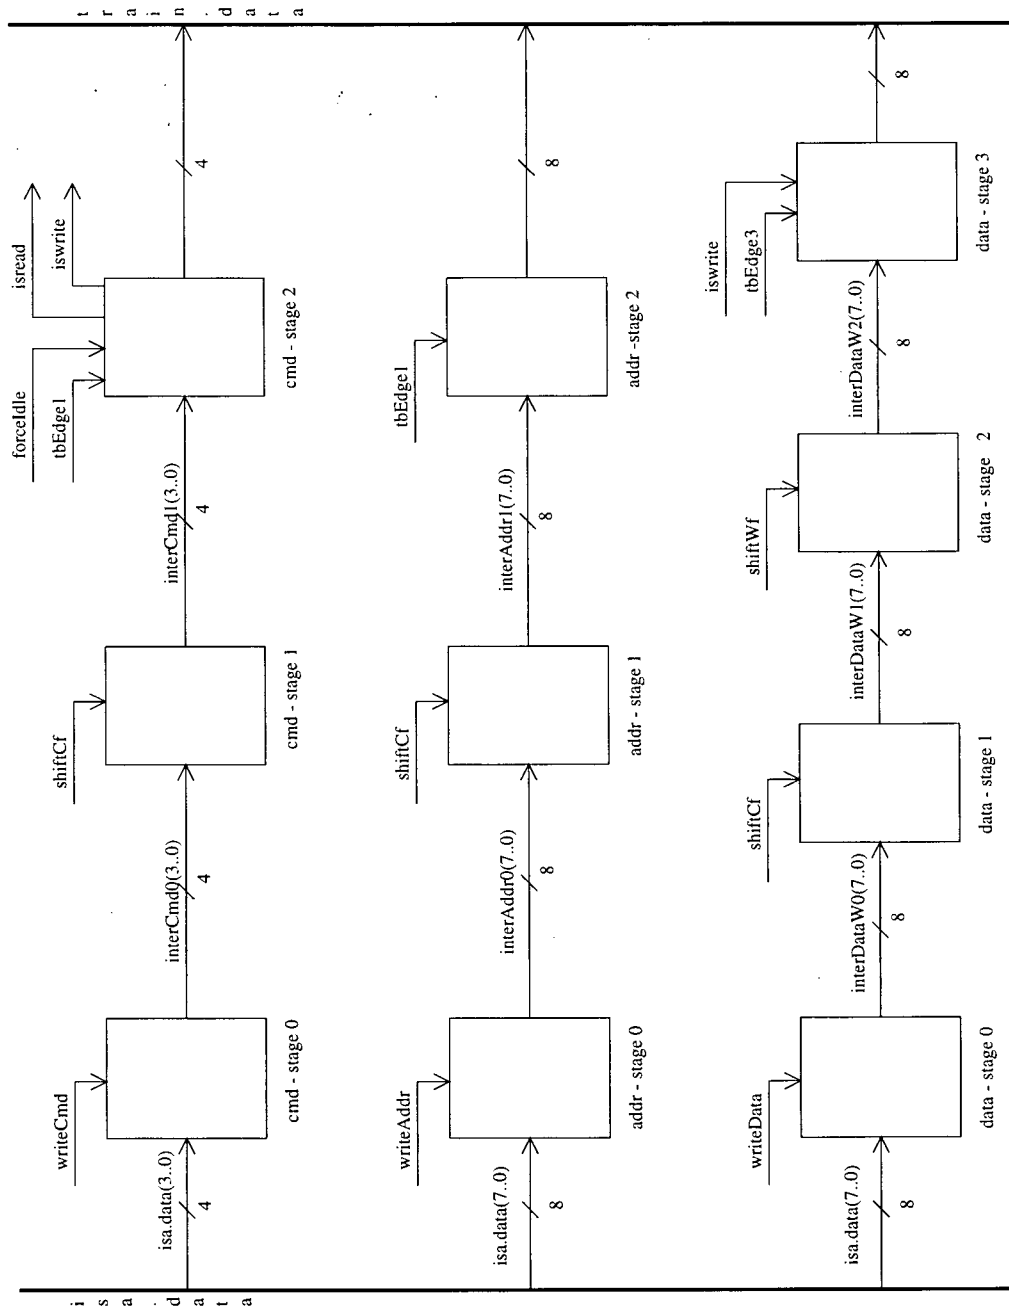 isa.data
train.data
writeCmd
isa.data(3..0)
4
cmd - stage 0
interCmd0(3..0)
4
shiftCf
cmd - stage 1
interCmd1(3..0)
4
forceIdle
tbEdge1
isread
iswrite
cmd - stage 2
4
writeAddr
isa.data(7..0)
8
addr - stage 0
interAddr0(7..0)
8
shiftCf
addr - stage 1
interAddr1(7..0)
8
tbEdge1
addr -stage 2
8
writeData
isa.data(7..0)
8
data - stage 0
interDataW0(7..0)
8
shiftCf
data - stage 1
interDataW1(7..0)
8
shiftWf
data - stage 2
interDataW2(7..0)
8
iswrite
tbEdge3
data - stage 3
8